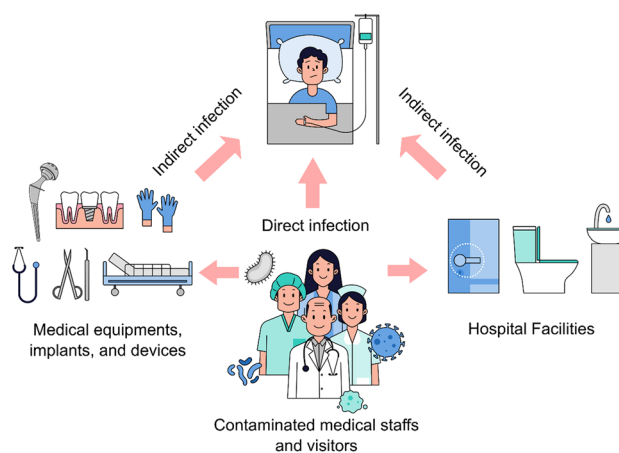 Indirect infection
Indirect infection
Direct infection
Medical equipments,
implants, and devices
Hospital Facilities
Contaminated medical staffs
and visitors